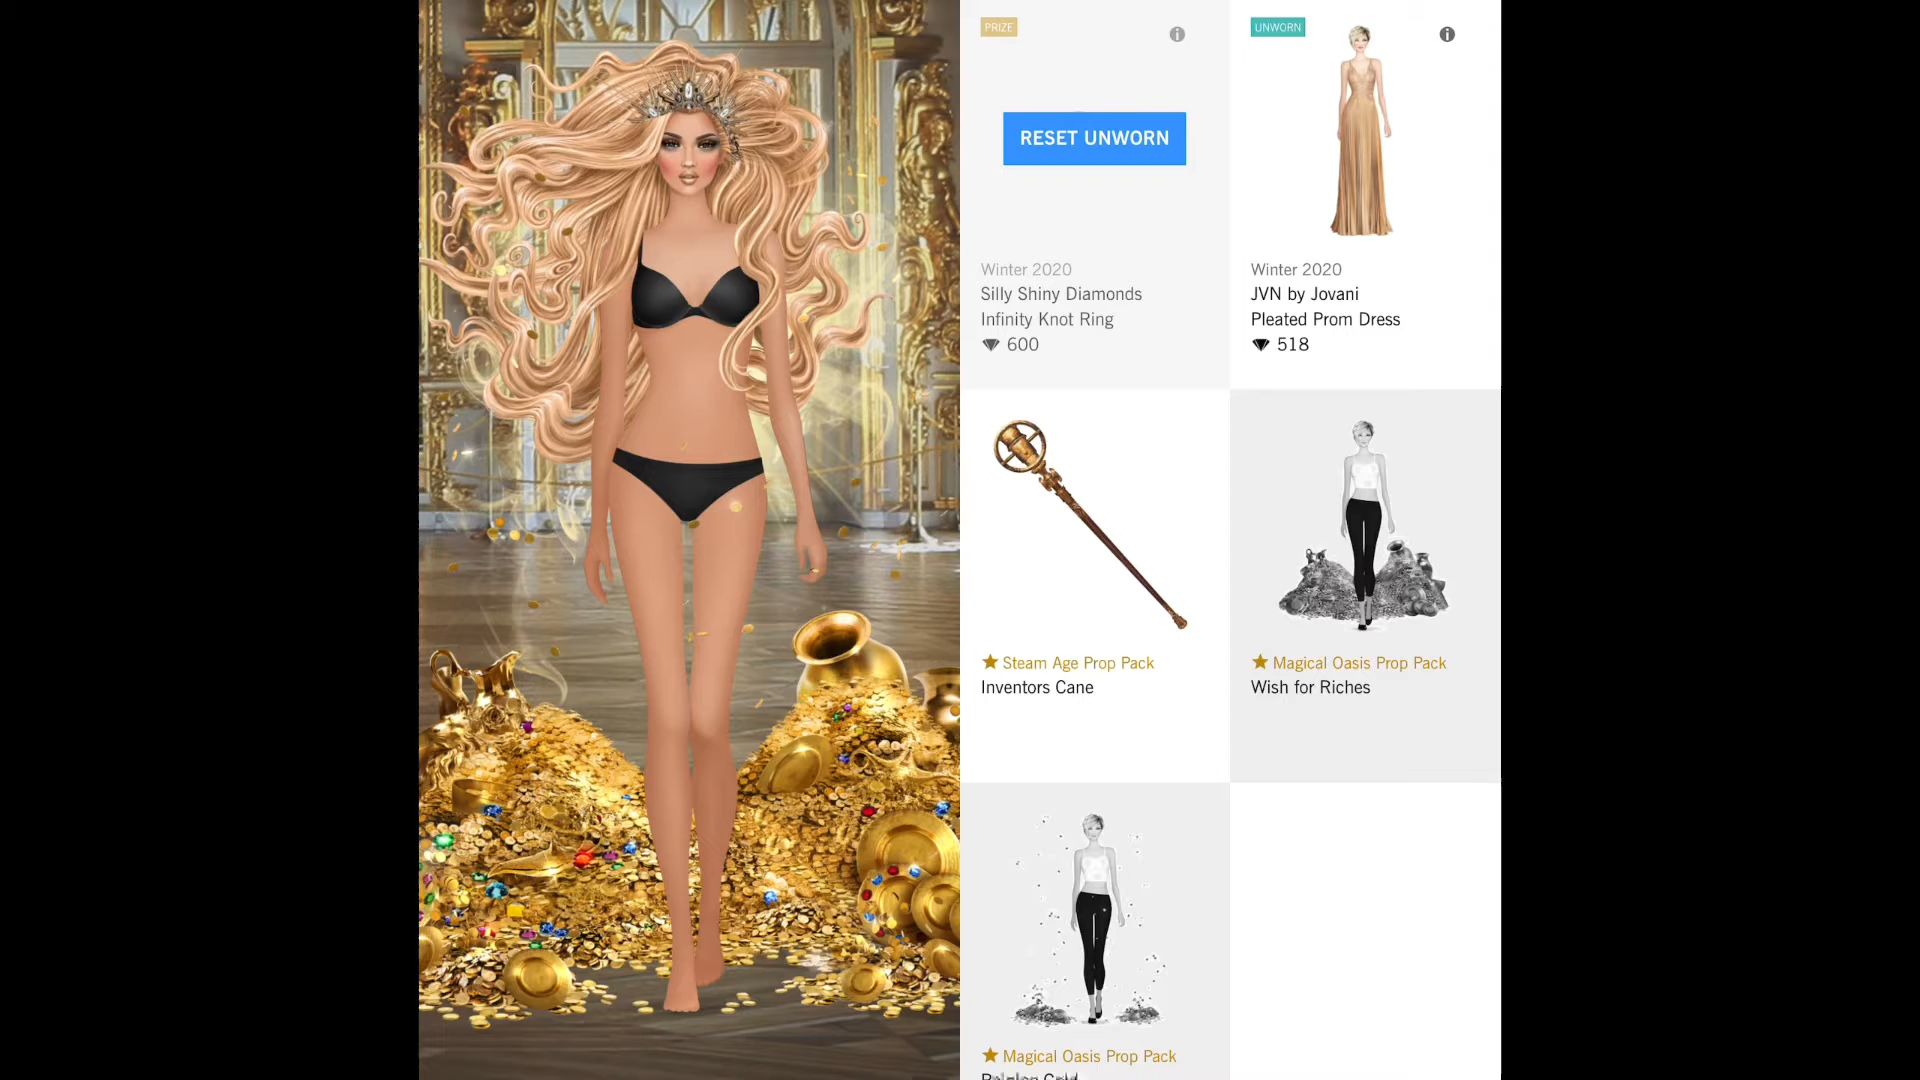 PRIZE
RESET UNWORN
Winter 2020
Silly Shiny Diamonds
Infinity Knot Ring
600
UNWORN
Winter 2020
JVN by Jovani
Pleated Prom Dress
518
Steam Age Prop Pack
Inventors Cane
Magical Oasis Prop Pack
Wish for Riches
Magical Oasis Prop Pack